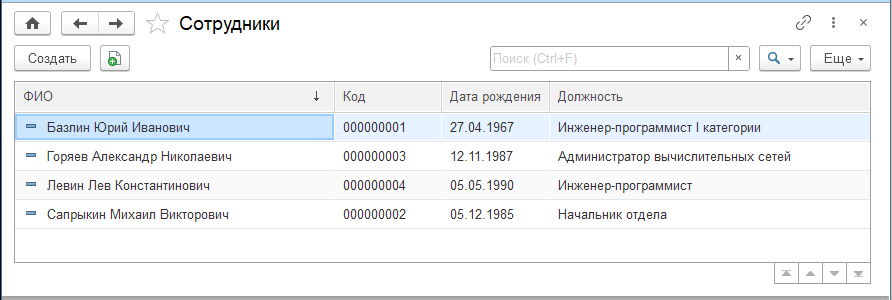 Сотрудники
Создать Поиск (Ctrl+F) × Еще
ФИО ↓ Код Дата рождения Должность
Базлин Юрий Иванович 000000001 27.04.1967 Инженер-программист I категории
Горяев Александр Николаевич 000000003 12.11.1987 Администратор вычислительных сетей
Левин Лев Константинович 000000004 05.05.1990 Инженер-программист
Сапрыкин Михаил Викторович 000000002 05.12.1985 Начальник отдела